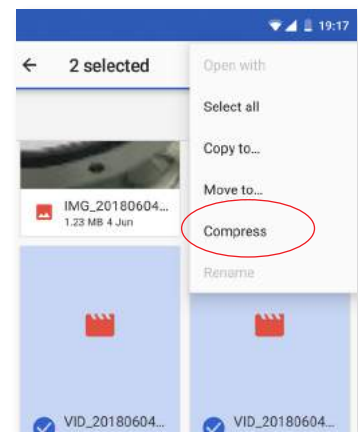 19:17
2 selected
Open with
Select all
Copy to...
Move to...
Compress
Rename
IMG_20180604...
1.23 MB 4 Jun
VID_20180604...
VID_20180604...